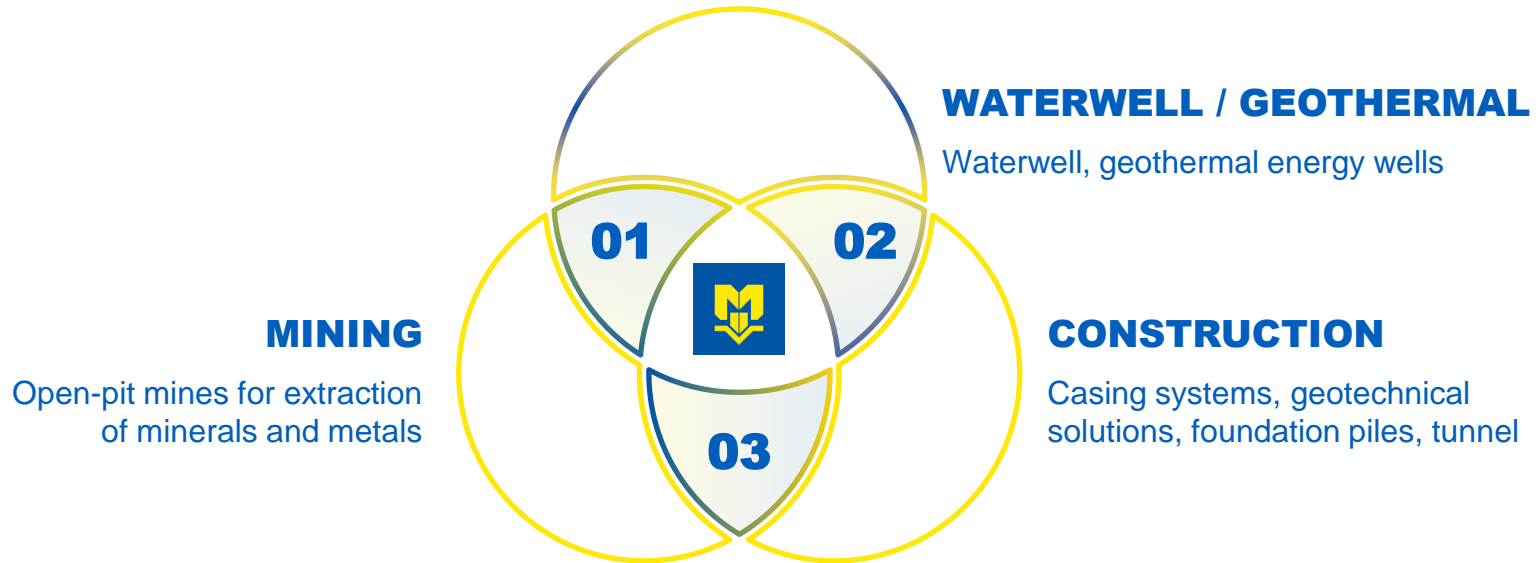 WATERWELL / GEOTHERMAL
Waterwell, geothermal energy wells
01
02
MINING
Open-pit mines for extraction
of minerals and metals
M
CONSTRUCTION
Casing systems, geotechnical
solutions, foundation piles, tunnel
03